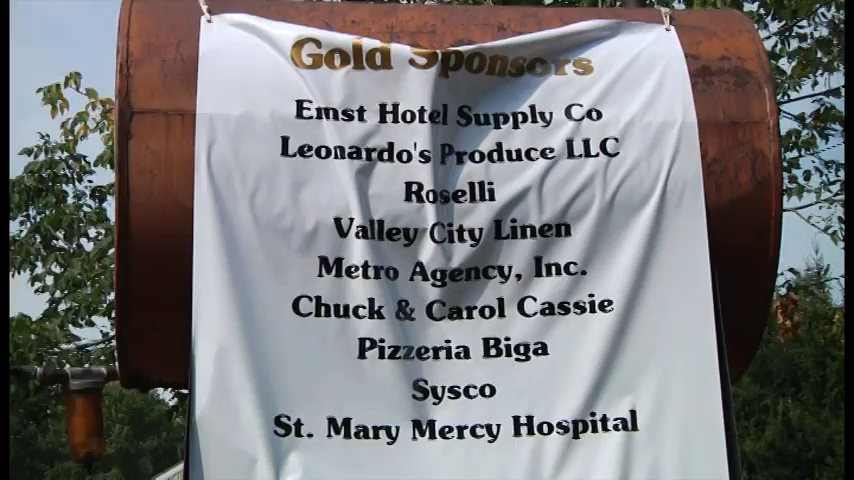 Gold Sponsors
Ernst Hotel Supply Co
Leonardo's Produce LLC
Roselli
Valley City Linen
Metro Agency, Inc.
Chuck & Carol Cassie
Pizzeria Biga
Sysco
St. Mary Mercy Hospital